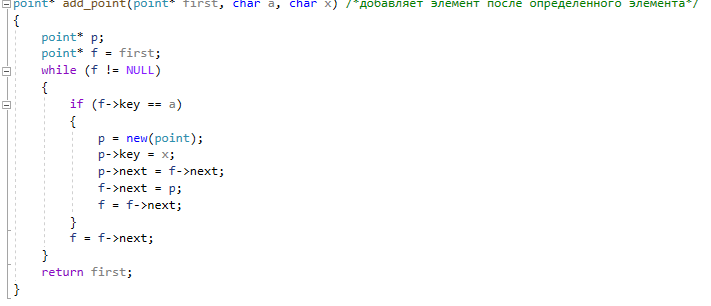 point* add_point(point* first, char a, char x) /*добавляет элемент после определенного элемента*/
{
point* p;
point* f = first;
while (f != NULL)
{
if (f->key == a)
{
p = new(point);
p->key = x;
p->next = f->next;
f->next = p;
f = f->next;
}
f = f->next;
}
return first;
}